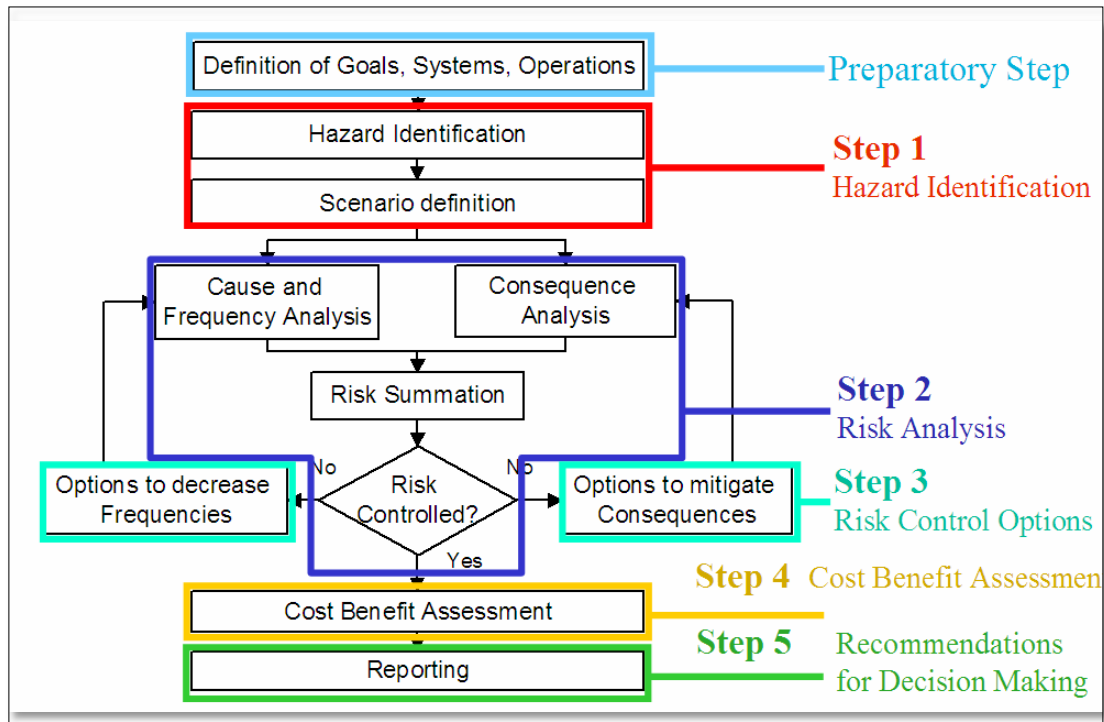 Definition of Goals, Systems, Operations
Preparatory Step
Hazard Identification
Step 1
Hazard Identification
Scenario definition
Cause and
Frequency Analysis
Consequence
Analysis
Risk Summation
Step 2
Risk Analysis
No
No
Options to decrease
Frequencies
Risk
Controlled?
Options to mitigate
Consequences
Step 3
Risk Control Options
Yes
Step 4 Cost Benefit Assessmen
Cost Benefit Assessment
Step 5 Recommendations
for Decision Making
Reporting